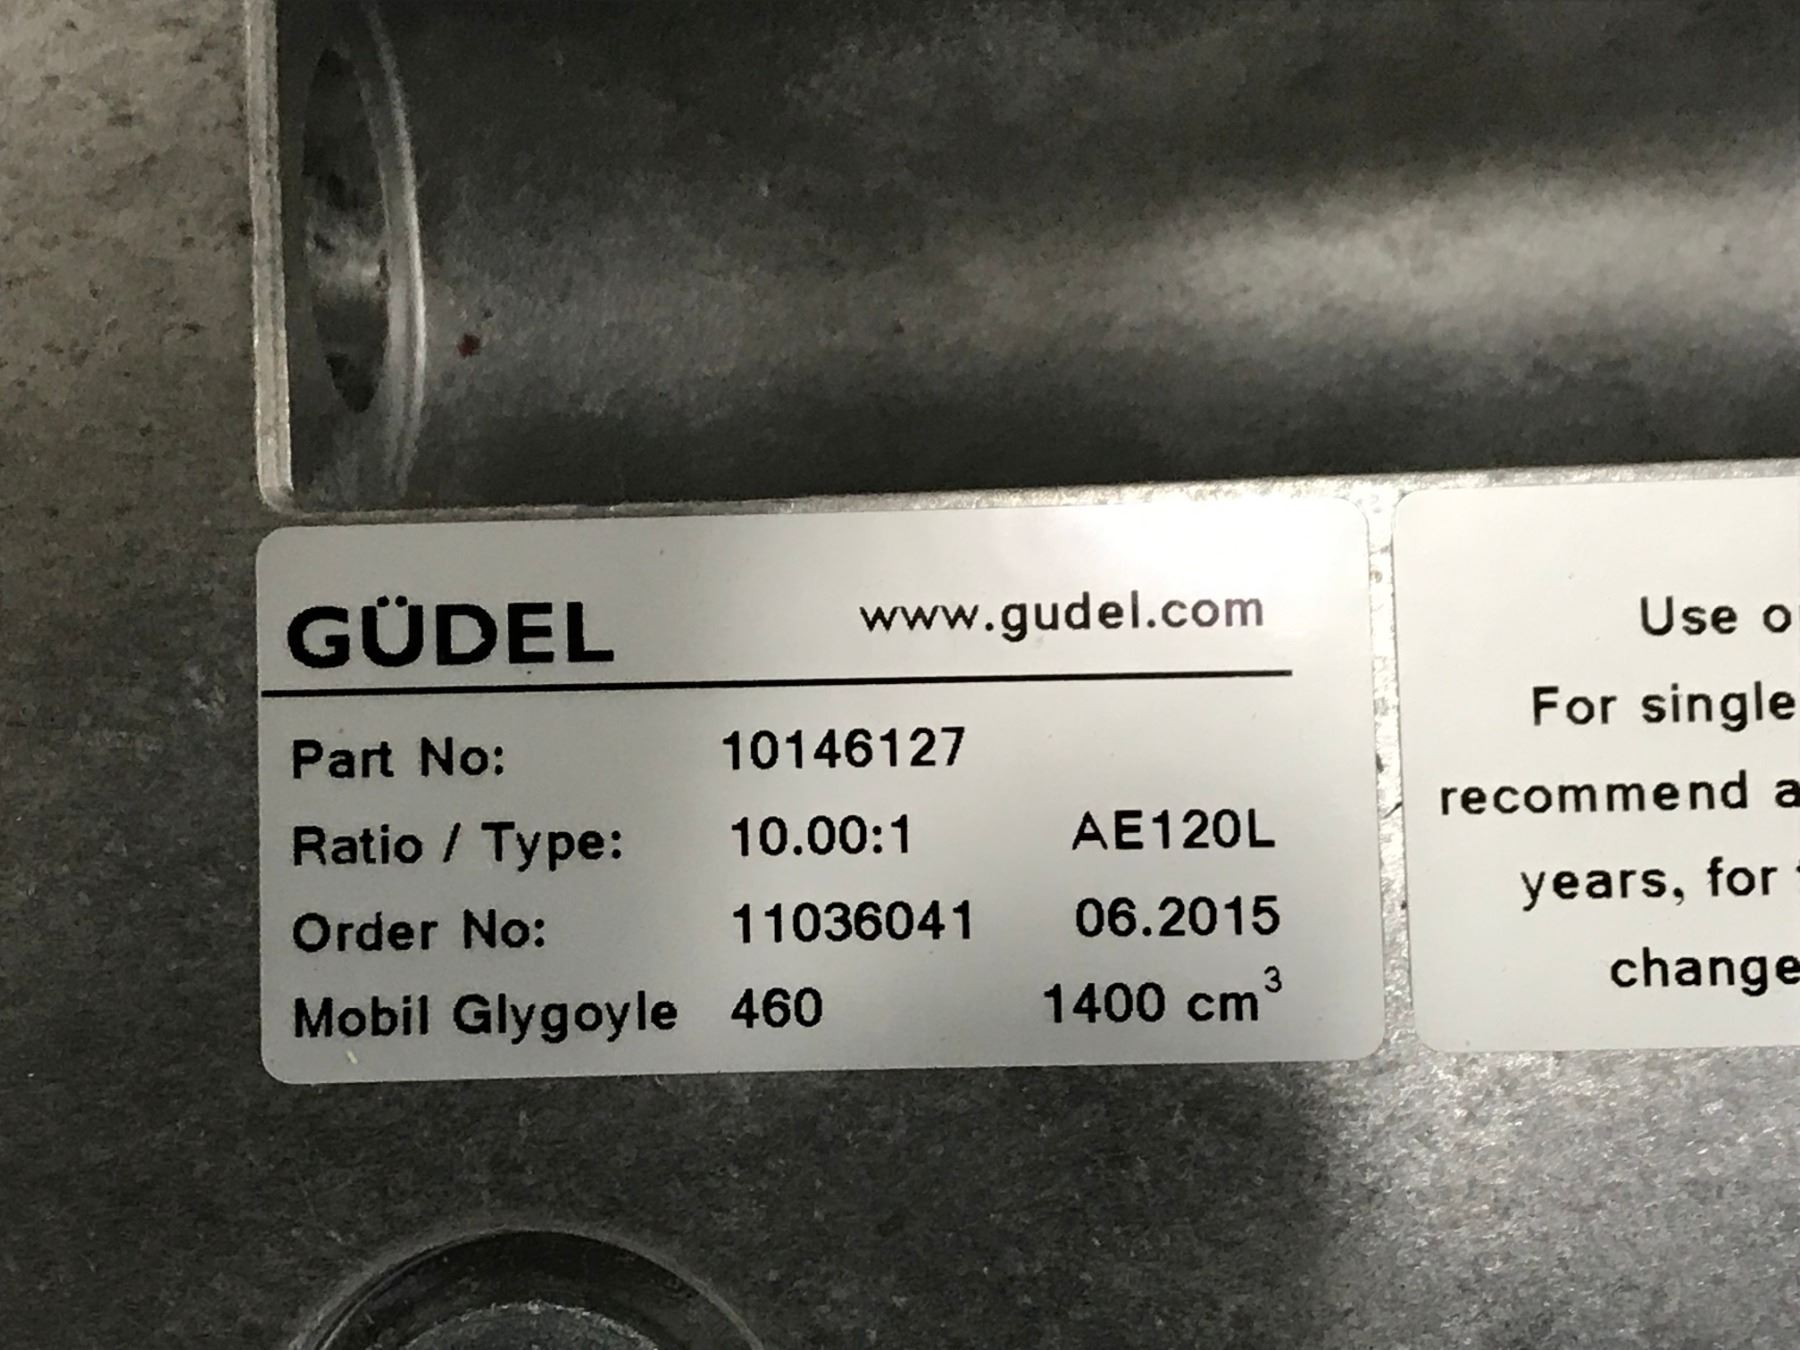 GÜDEL www.gudel.com
Part No: 10146127
Ratio / Type: 10.00:1 AE120L
Order No: 11036041 06.2015
Mobil Glygoyle 460 1400 cm³
Use
For single
recommend
years, for
change